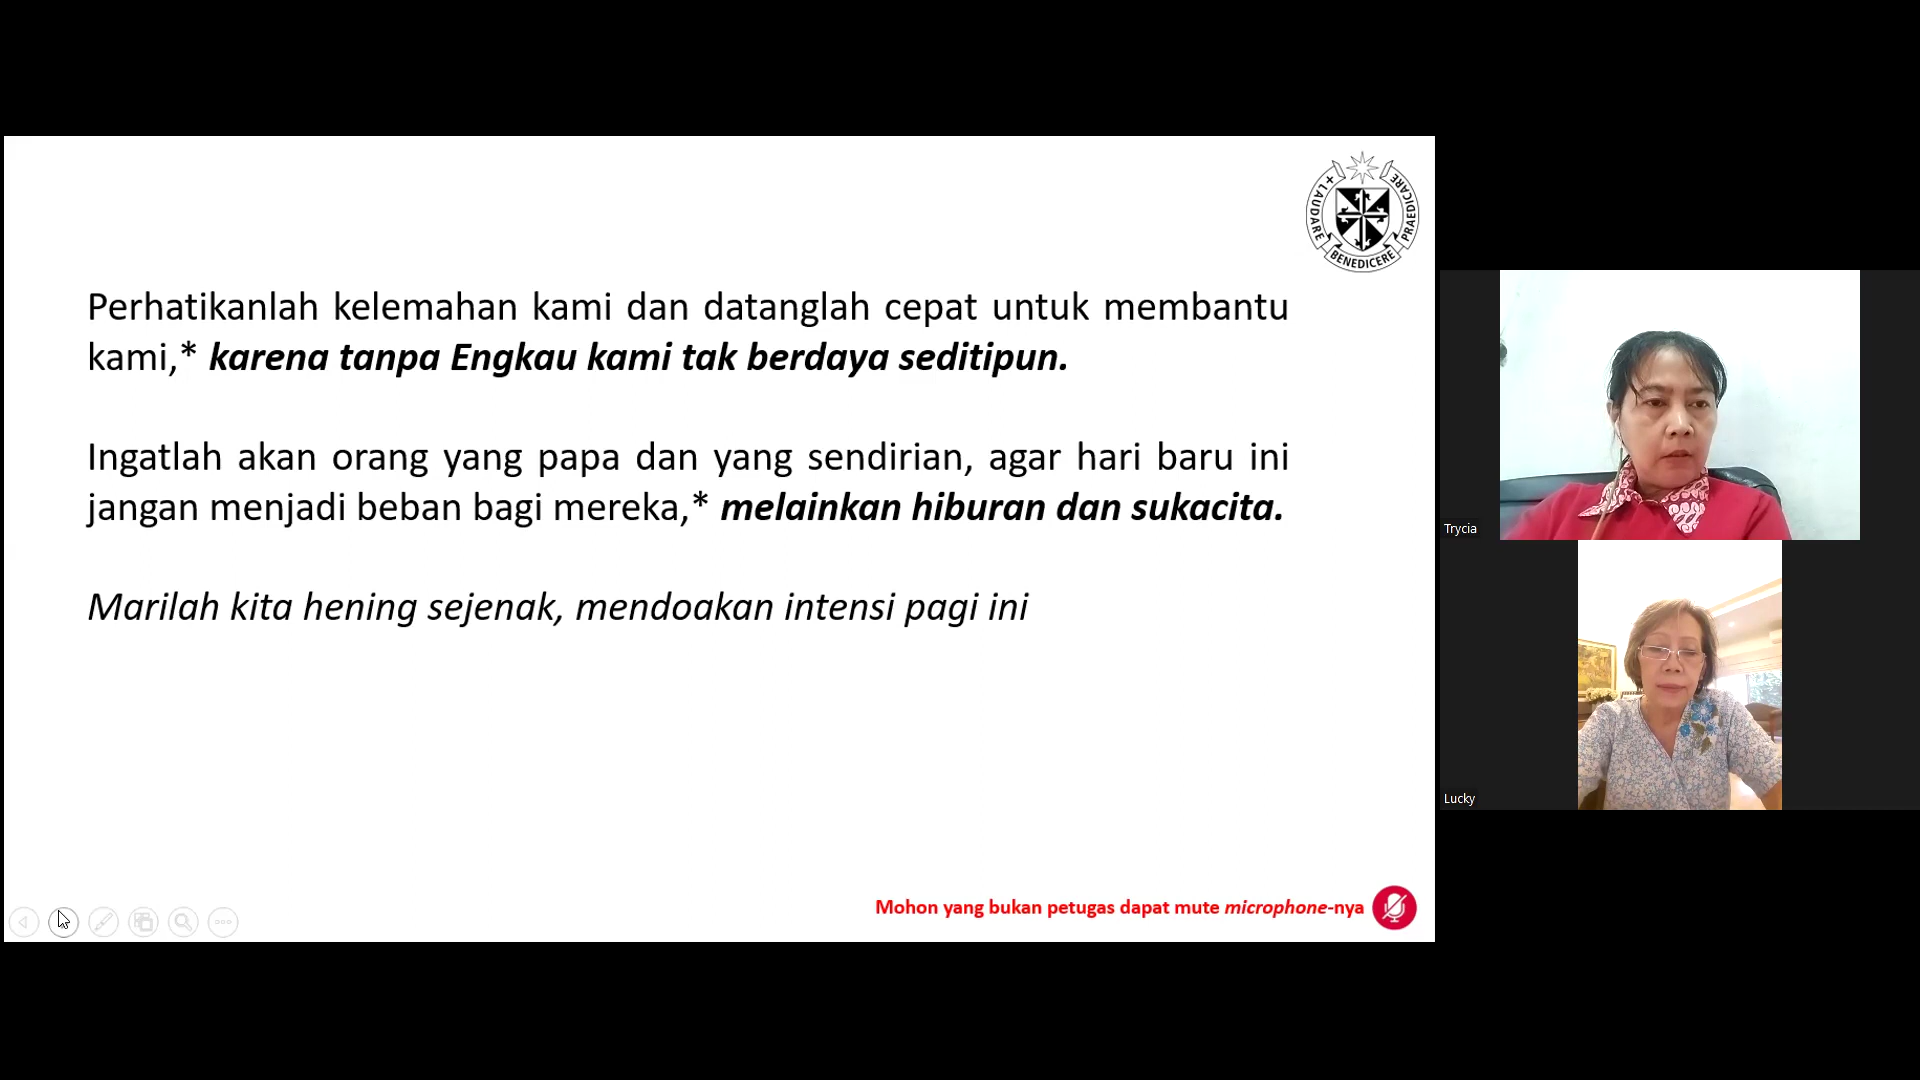 + LAUDARE
BENEDICERE
PRAEDICARE
Perhatikanlah kelemahan kami dan datanglah cepat untuk membantu
kami,* karena tanpa Engkau kami tak berdaya seditipun.
Ingatlah akan orang yang papa dan yang sendirian, agar hari baru ini
jangan menjadi beban bagi mereka,* melainkan hiburan dan sukacita.
Marilah kita hening sejenak, mendoakan intensi pagi ini
Mohon yang bukan petugas dapat mute microphone-nya
Trycia
Lucky